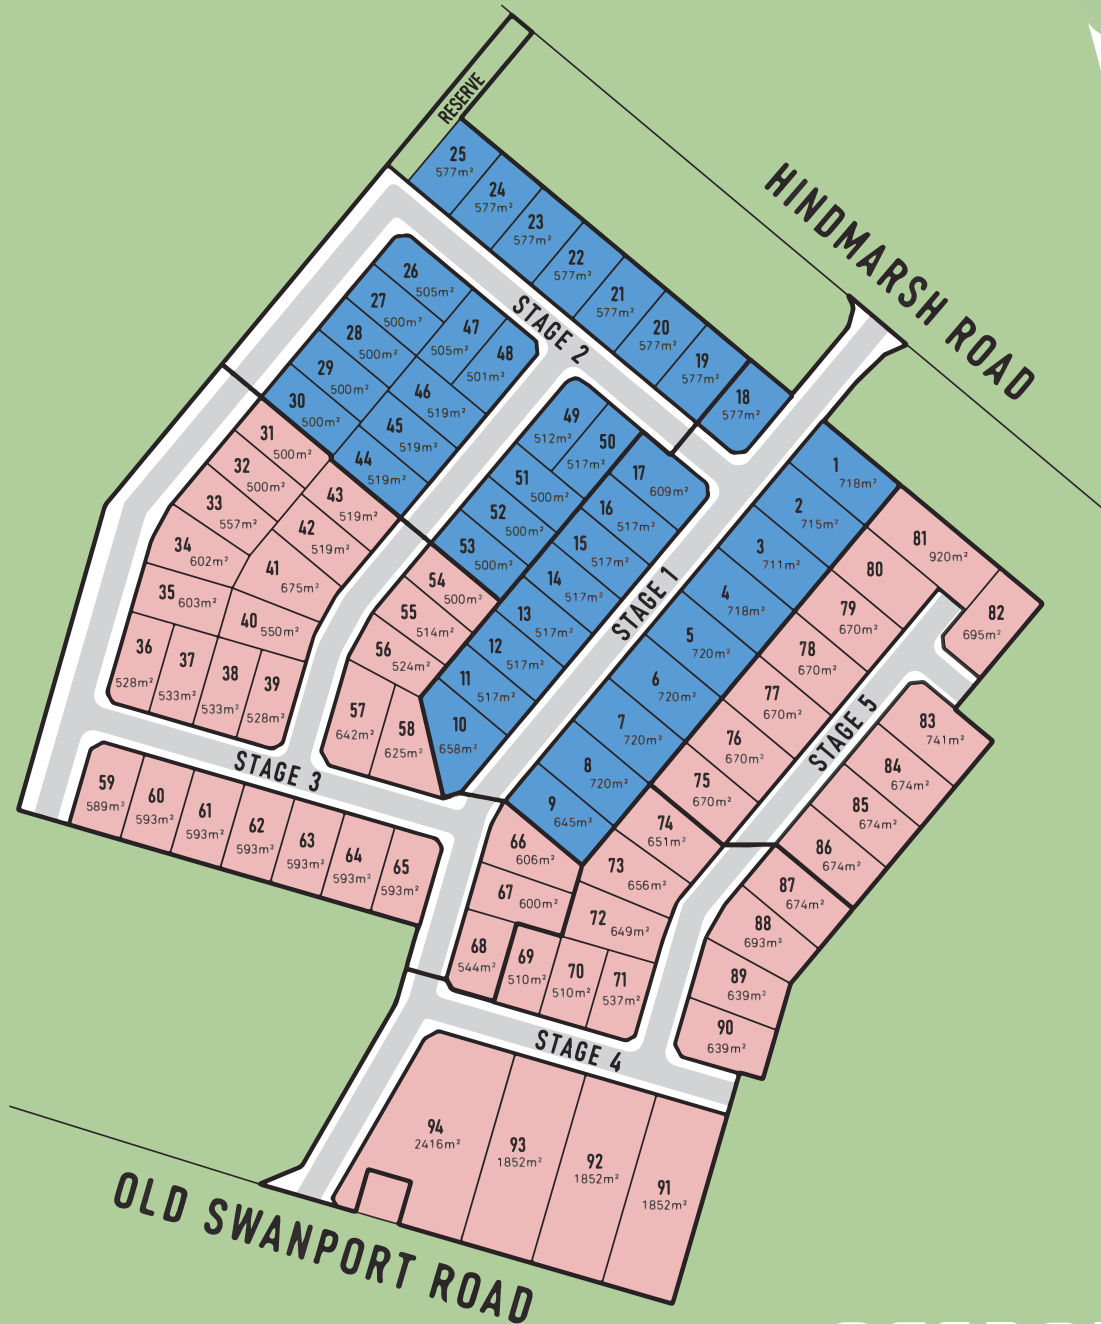 RESERVE
25
577m²
24
577m²
23
577m²
22
577m²
21
577m²
20
577m²
19
577m²
18
577m²
HINDMARSH ROAD
STAGE 2
26
505m²
27
500m²
28
500m²
29
500m²
30
500m²
47
505m²
48
501m²
46
519m²
45
519m²
44
519m²
49
512m²
50
517m²
51
500m²
52
500m²
53
500m²
17
609m²
16
517m²
15
517m²
14
517m²
13
517m²
12
517m²
11
517m²
10
658m²
STAGE 1
1
718m²
2
715m²
3
711m²
4
718m²
5
720m²
6
720m²
7
720m²
8
720m²
9
645m²
31
500m²
32
500m²
33
557m²
34
602m²
35
603m²
36
528m²
37
533m²
38
533m²
39
528m²
40
550m²
41
675m²
42
519m²
43
519m²
54
500m²
55
514m²
56
524m²
57
642m²
58
625m²
STAGE 3
59
589m²
60
593m²
61
593m²
62
593m²
63
593m²
64
593m²
65
593m²
81
920m²
82
695m²
80
79
670m²
78
670m²
77
670m²
76
670m²
75
670m²
STAGE 5
83
741m²
84
674m²
85
674m²
86
674m²
87
674m²
88
693m²
89
639m²
90
639m²
74
651m²
73
656m²
72
649m²
66
606m²
67
600m²
68
544m²
69
510m²
70
510m²
71
537m²
STAGE 4
94
2416m²
93
1852m²
92
1852m²
91
1852m²
OLD SWANPORT ROAD